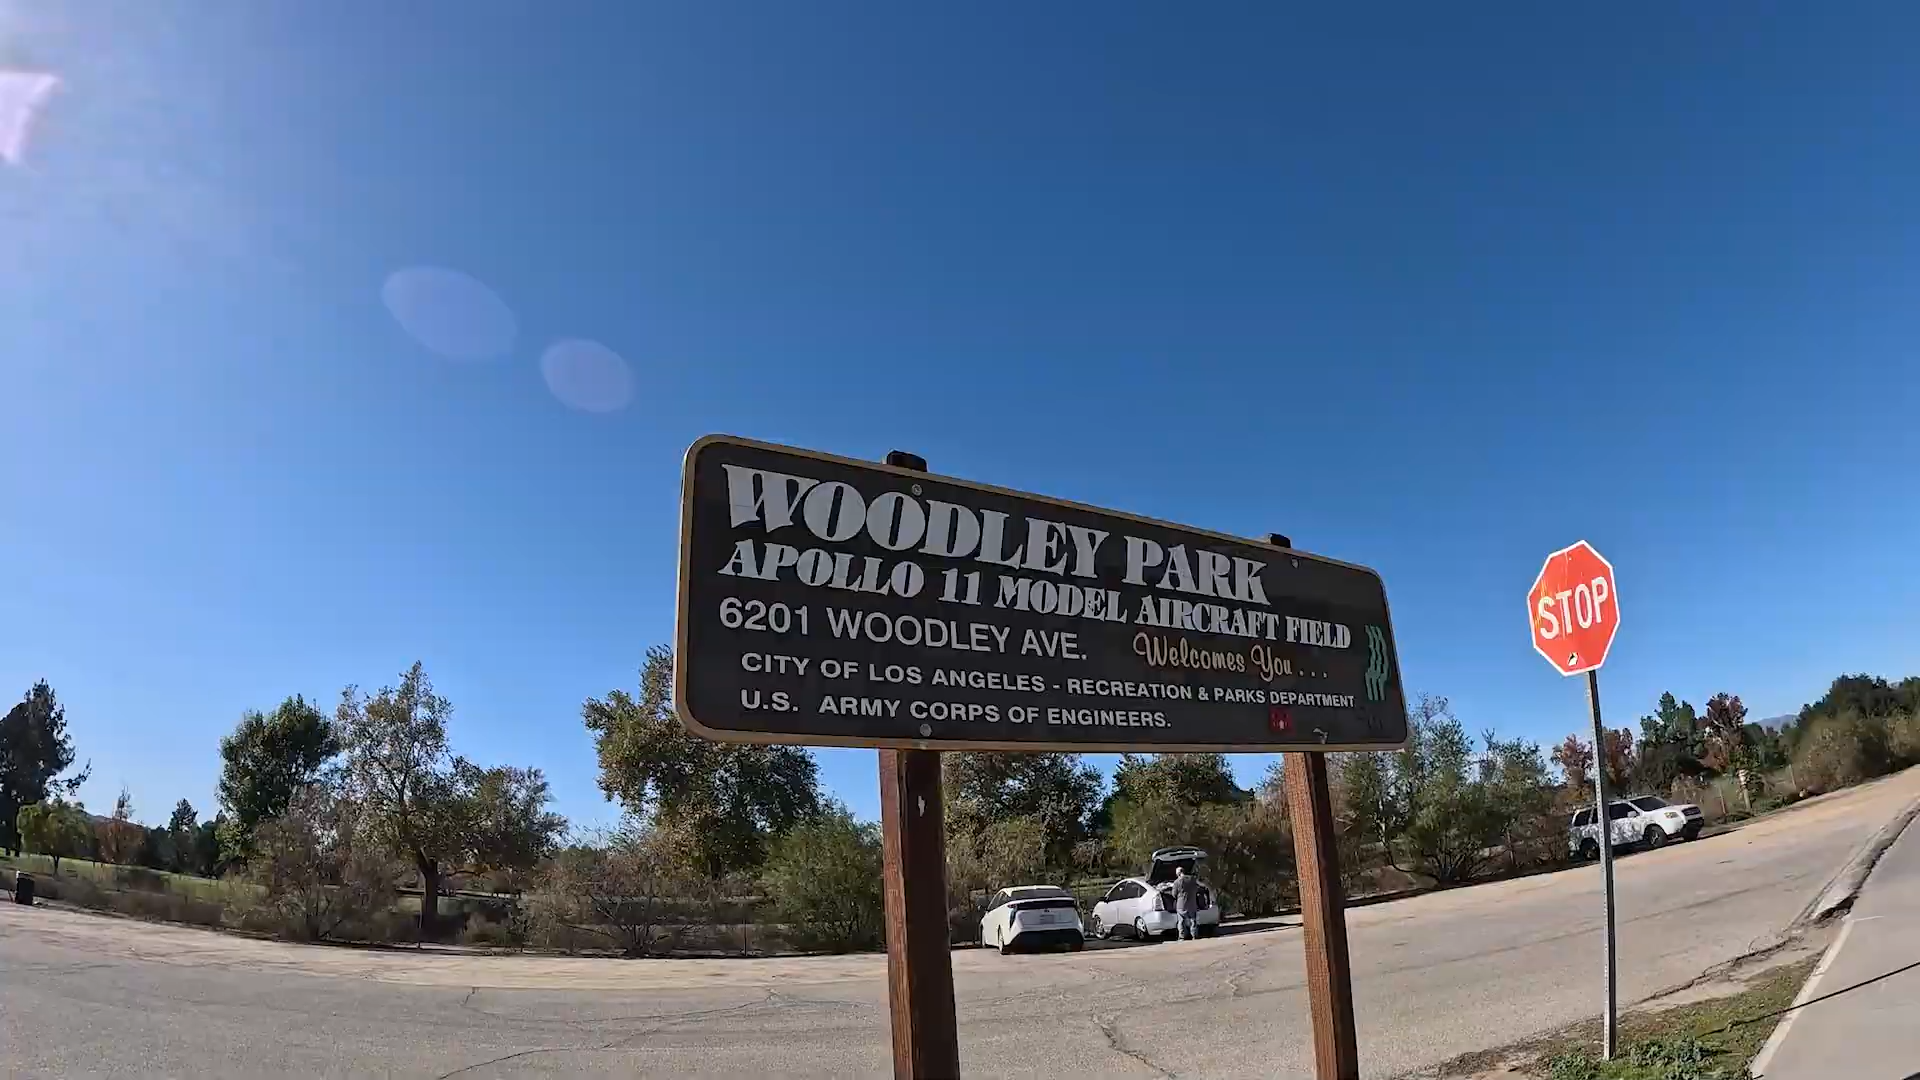 WOODLEY PARK
APOLLO 11 MODEL AIRCRAFT FIELD
6201 WOODLEY AVE. Welcomes You...
CITY OF LOS ANGELES - RECREATION & PARKS DEPARTMENT
U.S. ARMY CORPS OF ENGINEERS.
STOP